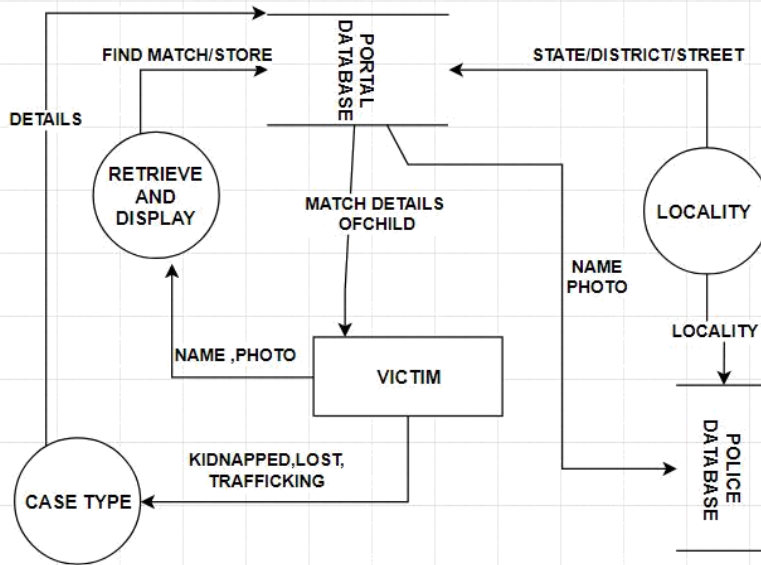 FIND MATCH/STORE
PORTAL
DATABASE
STATE/DISTRICT/STREET
DETAILS
RETRIEVE
AND
DISPLAY
MATCH DETAILS
OFCHILD
LOCALITY
NAME
PHOTO
LOCALITY
NAME ,PHOTO
VICTIM
POLICE
DATABASE
KIDNAPPED,LOST,
TRAFFICKING
CASE TYPE